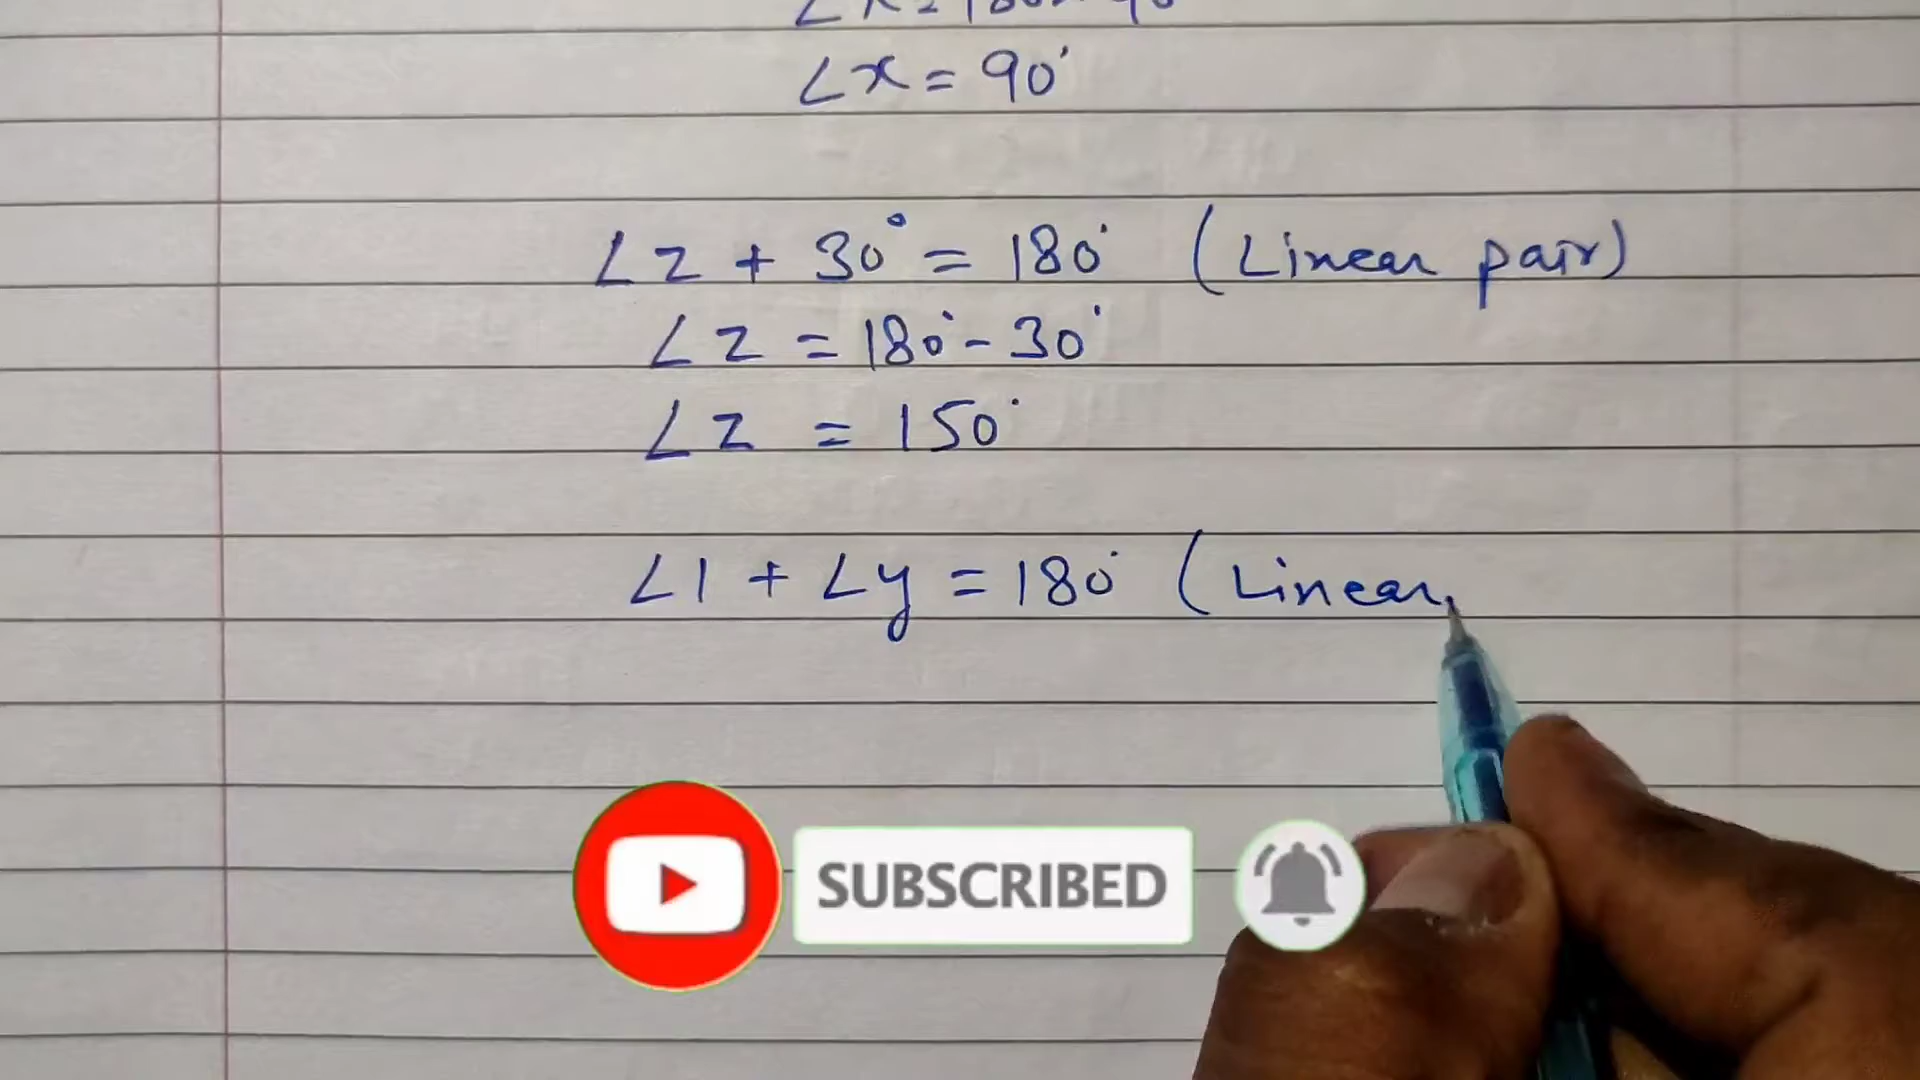 ∠x = 90°
∠z + 30° = 180° (Linear pair)
∠z = 180° - 30°
∠z = 150°
∠1 + ∠y = 180° (Linear
SUBSCRIBED